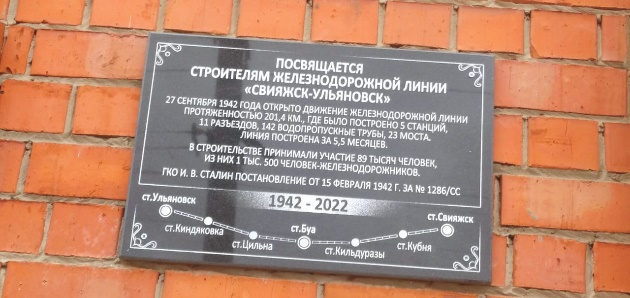 ПОСВЯЩАЕТСЯ
СТРОИТЕЛЯМ ЖЕЛЕЗНОДОРОЖНОЙ ЛИНИИ
«СВИЯЖСК-УЛЬЯНОВСК»
27 СЕНТЯБРЯ 1942 ГОДА ОТКРЫТО ДВИЖЕНИЕ ЖЕЛЕЗНОДОРОЖНОЙ ЛИНИИ
ПРОТЯЖЕННОСТЬЮ 201,4 КМ., ГДЕ БЫЛО ПОСТРОЕНО 5 СТАНЦИЙ,
11 РАЗЪЕЗДОВ, 142 ВОДОПРОПУСКНЫЕ ТРУБЫ, 23 МОСТА.
ЛИНИЯ ПОСТРОЕНА ЗА 5,5 МЕСЯЦЕВ.
В СТРОИТЕЛЬСТВЕ ПРИНИМАЛИ УЧАСТИЕ 89 ТЫСЯЧ ЧЕЛОВЕК,
ИЗ НИХ 1 ТЫС. 500 ЧЕЛОВЕК-ЖЕЛЕЗНОДОРОЖНИКОВ.
ГКО И. В. СТАЛИН ПОСТАНОВЛЕНИЕ ОТ 15 ФЕВРАЛЯ 1942 Г. ЗА № 1286/СС
1942 - 2022
ст.Ульяновск
ст.Киндяковка
ст.Цильна
ст.Буа
ст.Кильдуразы
ст.Кубня
ст.Свияжск